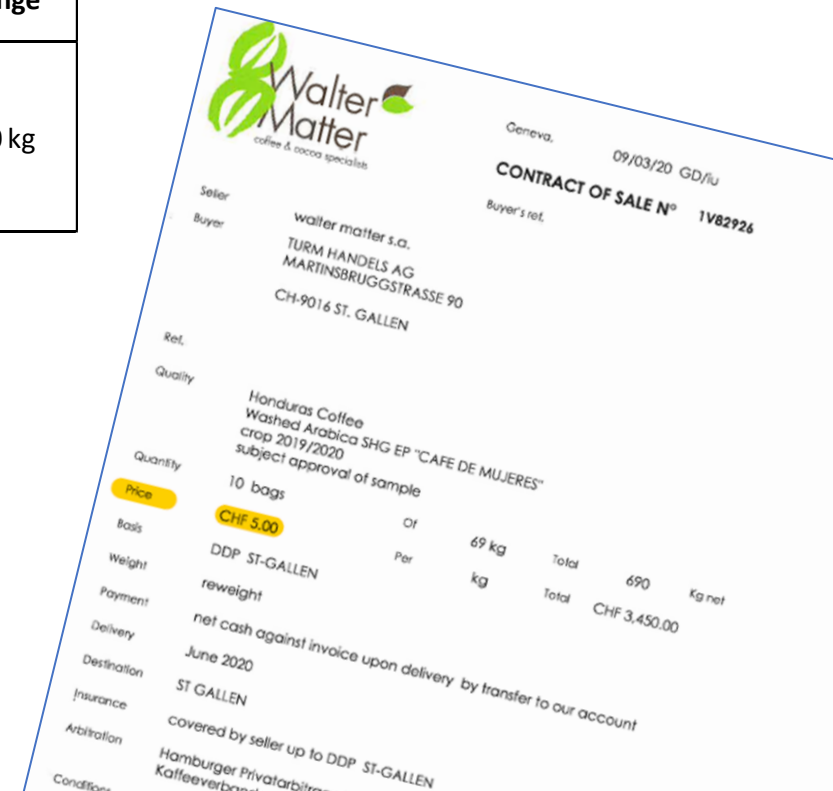 kg
Walter
Matter
coffee & cocoa specialists
Geneva, 09/03/20 GD/iu
CONTRACT OF SALE N° 1V82926
Buyer's ref.
Seller walter matter s.a.
Buyer TURM HANDELS AG
MARTINSBRUGGSTRASSE 90
CH-9016 ST. GALLEN
Ref.
Quality Honduras Coffee
Washed Arabica SHG EP "CAFE DE MUJERES"
crop 2019/2020
subject approval of sample
Quantity 10 bags Of 69 kg Total 690 Kg net
Price CHF 5.00 Per kg Total CHF 3,450.00
Basis DDP ST-GALLEN
Weight reweight
Payment net cash against invoice upon delivery by transfer to our account
Delivery June 2020
Destination ST GALLEN
Insurance covered by seller up to DDP ST-GALLEN
Arbitration Hamburger